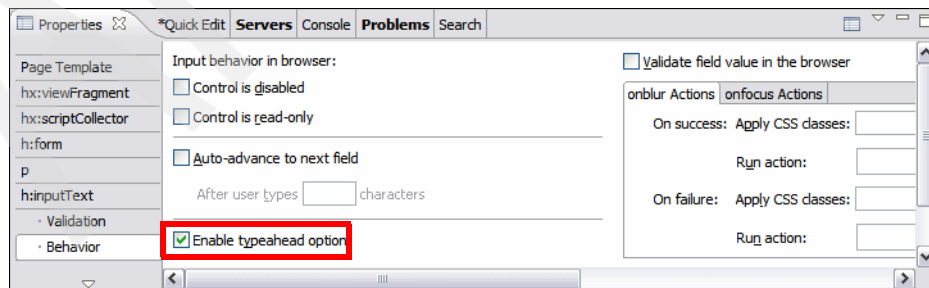 Properties *Quick Edit Servers Console Problems Search
Page Template
hx:viewFragment
hx:scriptCollector
h:form
p
h:inputText
· Validation
· Behavior
Input behavior in browser:
Control is disabled
Control is read-only
Auto-advance to next field
After user types characters
Enable typeahead option
Validate field value in the browser
onblur Actions onfocus Actions
On success: Apply CSS classes:
Run action:
On failure: Apply CSS classes:
Run action: